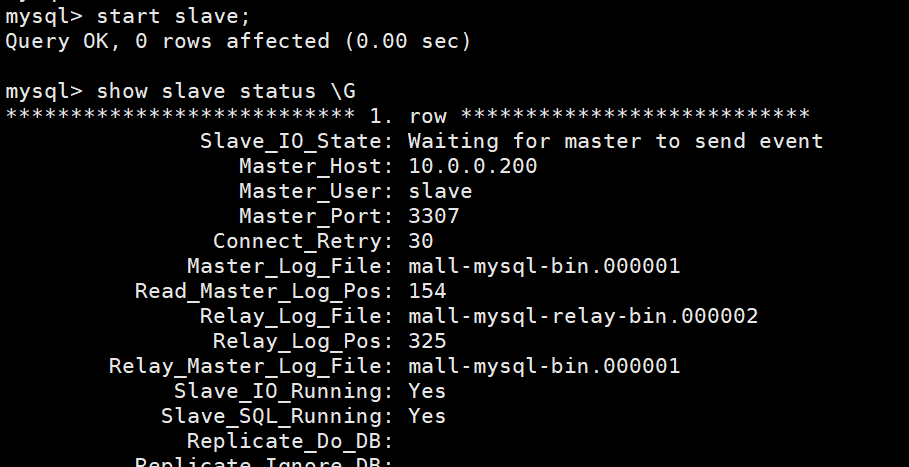 mysql> start slave;
Query OK, 0 rows affected (0.00 sec)
mysql> show slave status \G
*************************** 1. row ***************************
Slave_IO_State: Waiting for master to send event
Master_Host: 10.0.0.200
Master_User: slave
Master_Port: 3307
Connect_Retry: 30
Master_Log_File: mall-mysql-bin.000001
Read_Master_Log_Pos: 154
Relay_Log_File: mall-mysql-relay-bin.000002
Relay_Log_Pos: 325
Relay_Master_Log_File: mall-mysql-bin.000001
Slave_IO_Running: Yes
Slave_SQL_Running: Yes
Replicate_Do_DB:
Replicate_Ignore_DB: